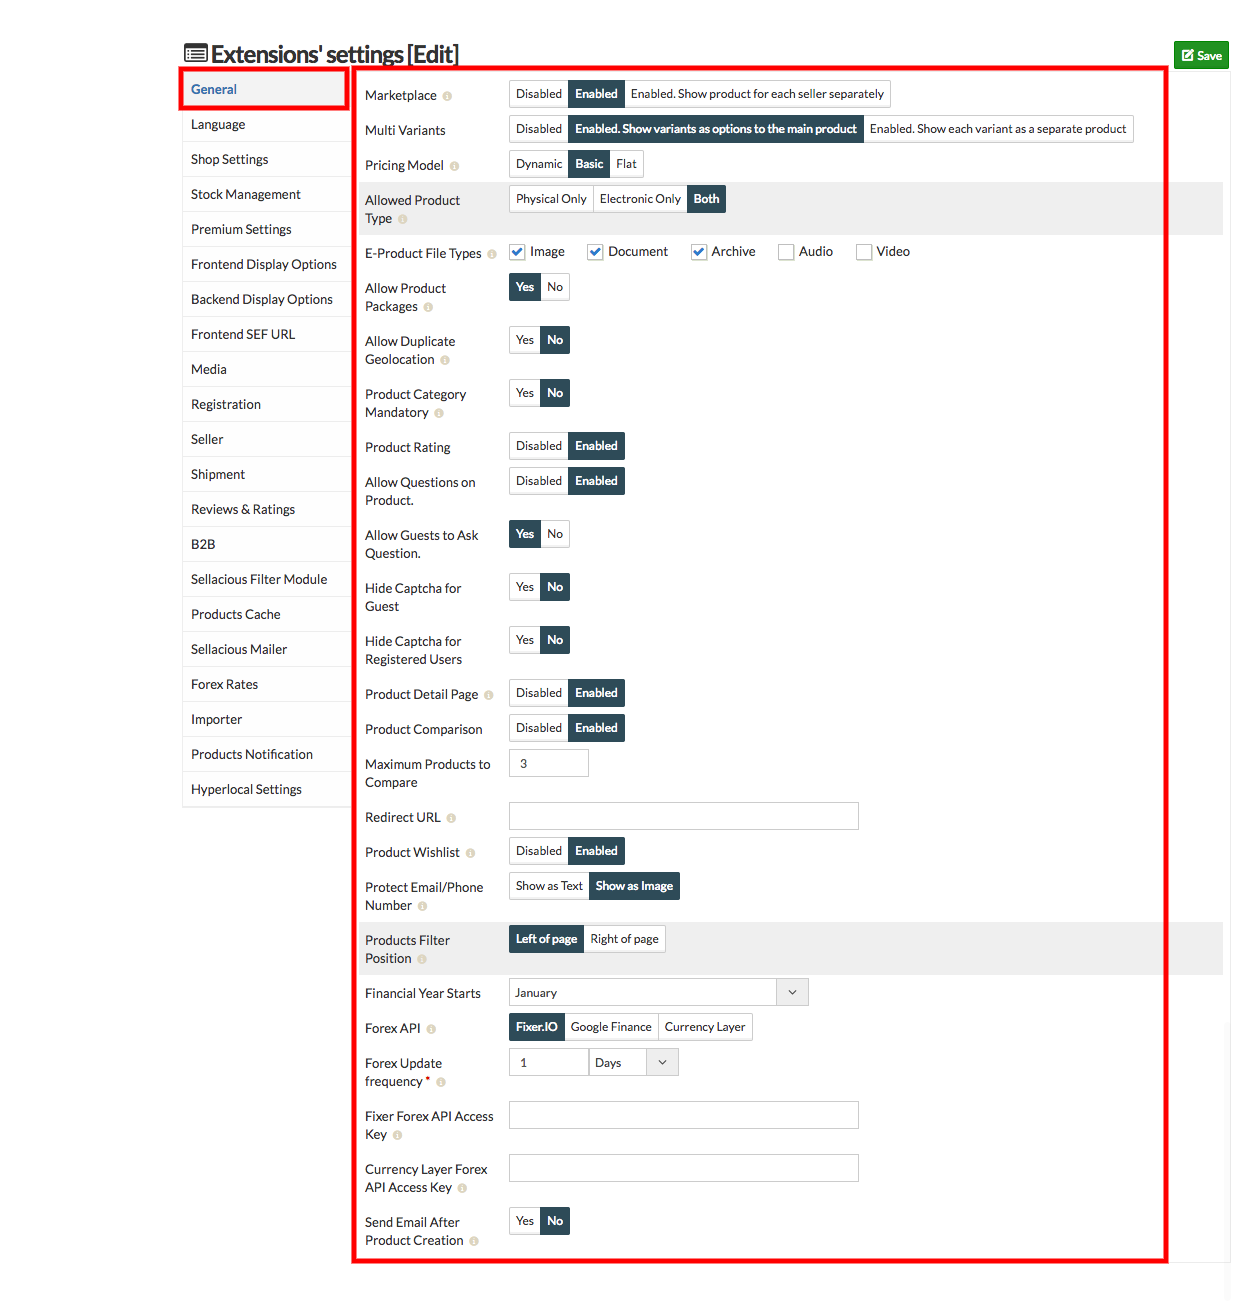 Extensions' settings [Edit]
Save
General
Language
Shop Settings
Stock Management
Premium Settings
Frontend Display Options
Backend Display Options
Frontend SEF URL
Media
Registration
Seller
Shipment
Reviews & Ratings
B2B
Sellacious Filter Module
Products Cache
Sellacious Mailer
Forex Rates
Importer
Products Notification
Hyperlocal Settings
Marketplace Disabled Enabled Enabled. Show product for each seller separately
Multi Variants Disabled Enabled. Show variants as options to the main product Enabled. Show each variant as a separate product
Pricing Model Dynamic Basic Flat
Allowed Product
Type
Physical Only Electronic Only Both
E-Product File Types Image Document Archive Audio Video
Allow Product
Packages
Yes No
Allow Duplicate
Geolocation
Yes No
Product Category
Mandatory
Yes No
Product Rating Disabled Enabled
Allow Questions on
Product.
Disabled Enabled
Allow Guests to Ask
Question.
Yes No
Hide Captcha for
Guest
Yes No
Hide Captcha for
Registered Users
Yes No
Product Detail Page Disabled Enabled
Product Comparison Disabled Enabled
Maximum Products to
Compare
3
Redirect URL
Product Wishlist Disabled Enabled
Protect Email/Phone
Number
Show as Text Show as Image
Products Filter
Position
Left of page Right of page
Financial Year Starts January
Forex API Fixer.IO Google Finance Currency Layer
Forex Update
frequency *
1 Days
Fixer Forex API Access
Key
Currency Layer Forex
API Access Key
Send Email After
Product Creation
Yes No